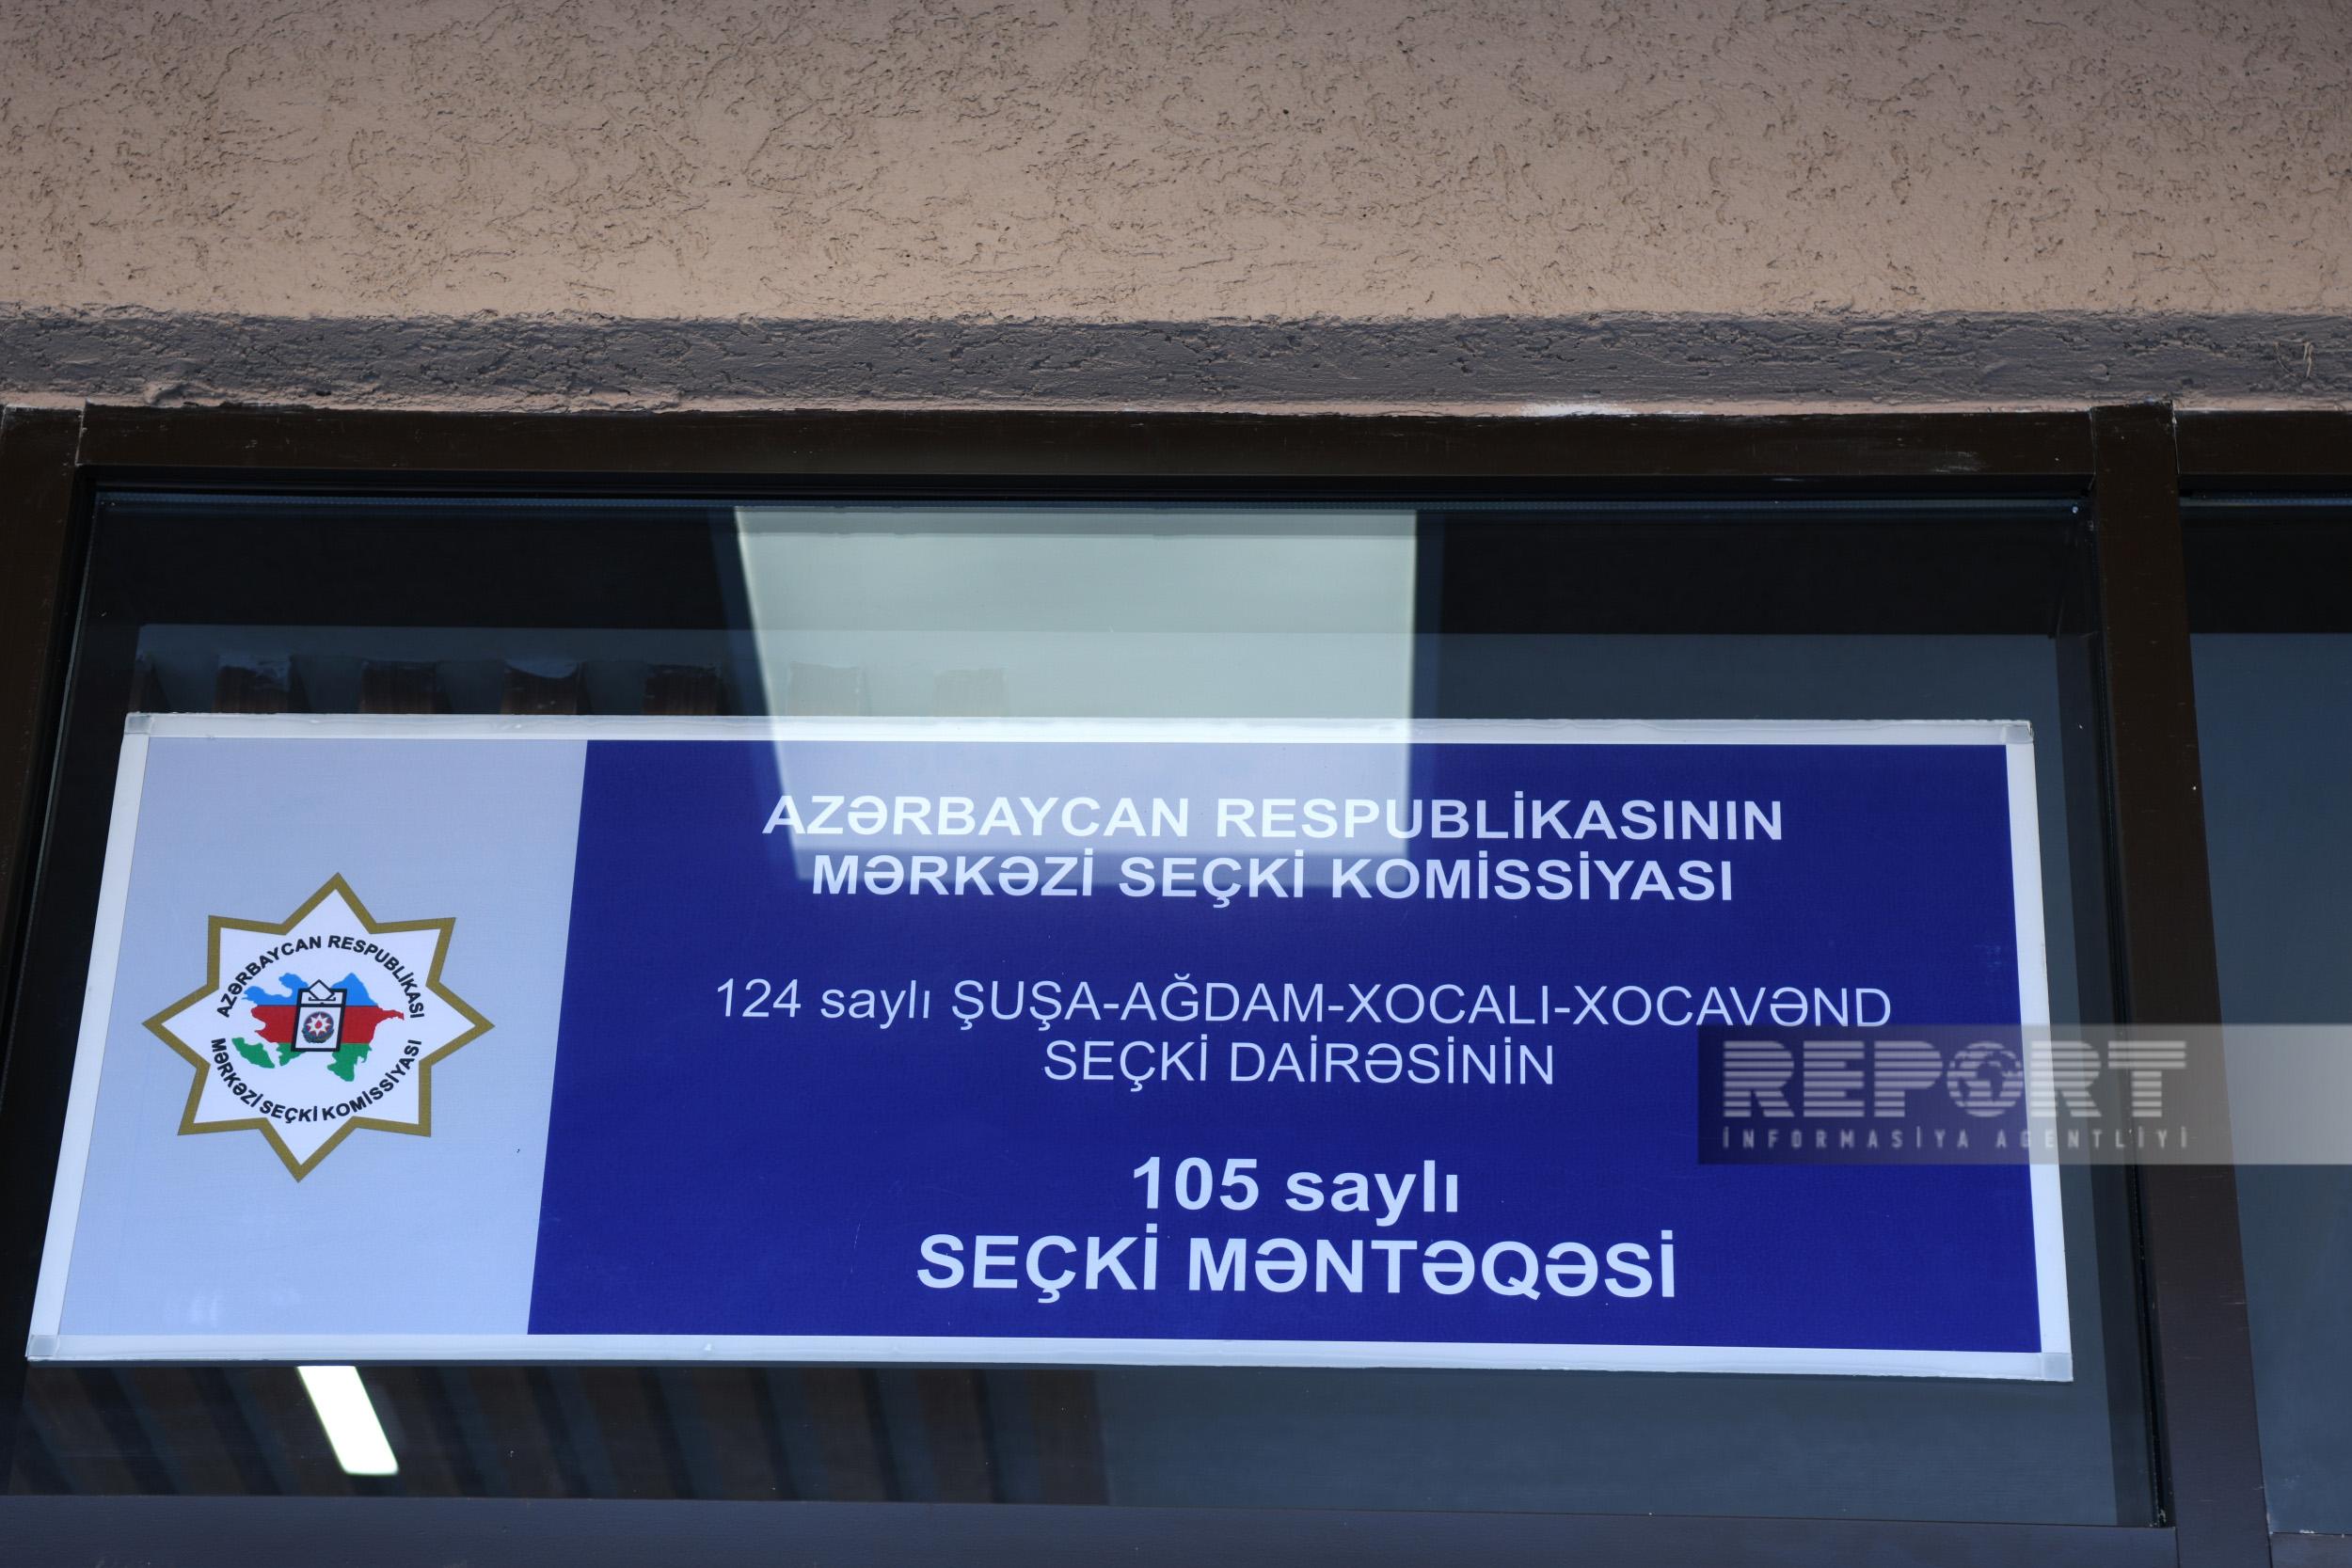 AZƏRBAYCAN RESPUBLİKASININ
MƏRKƏZİ SEÇKİ KOMİSSİYASI
124 saylı ŞUŞA-AĞDAM-XOCALI-XOCAVƏND
SEÇKİ DAİRƏSİNİN
105 saylı
SEÇKİ MƏNTƏQƏSİ
AZƏRBAYCAN RESPUBLİKASI
MƏRKƏZİ SEÇKİ KOMİSSİYASI
REPORT
İNFORMASİYA AGENTLİYİ